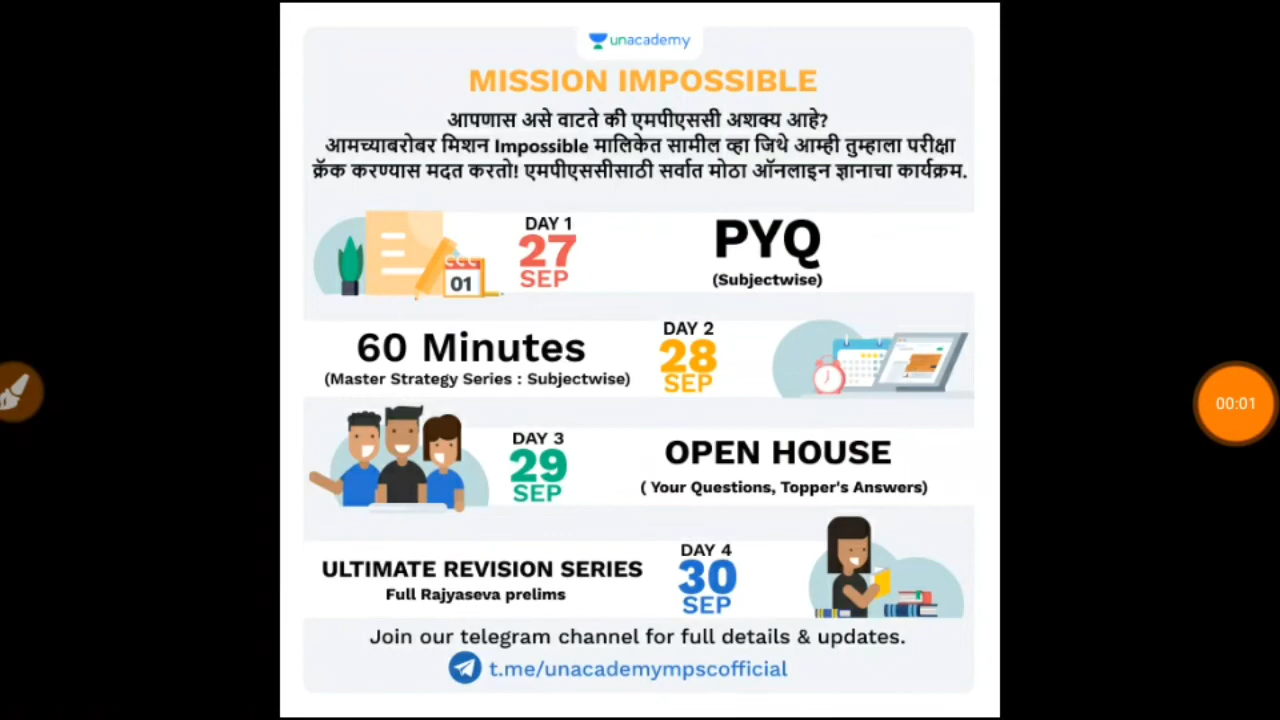 unacademy
MISSION IMPOSSIBLE
आपणास असे वाटते की एमपीएससी अशक्य आहे?
आमच्याबरोबर मिशन Impossible मालिकेत सामील व्हा जिथे आम्ही तुम्हाला परीक्षा
क्रॅक करण्यास मदत करतो! एमपीएससीसाठी सर्वात मोठा ऑनलाइन ज्ञानाचा कार्यक्रम.
DAY 1
27
SEP
PYQ
(Subjectwise)
01
60 Minutes
(Master Strategy Series : Subjectwise)
DAY 2
28
SEP
DAY 3
29
SEP
OPEN HOUSE
( Your Questions, Topper's Answers)
ULTIMATE REVISION SERIES
Full Rajyaseva prelims
DAY 4
30
SEP
Join our telegram channel for full details & updates.
t.me/unacademympscofficial
00:01